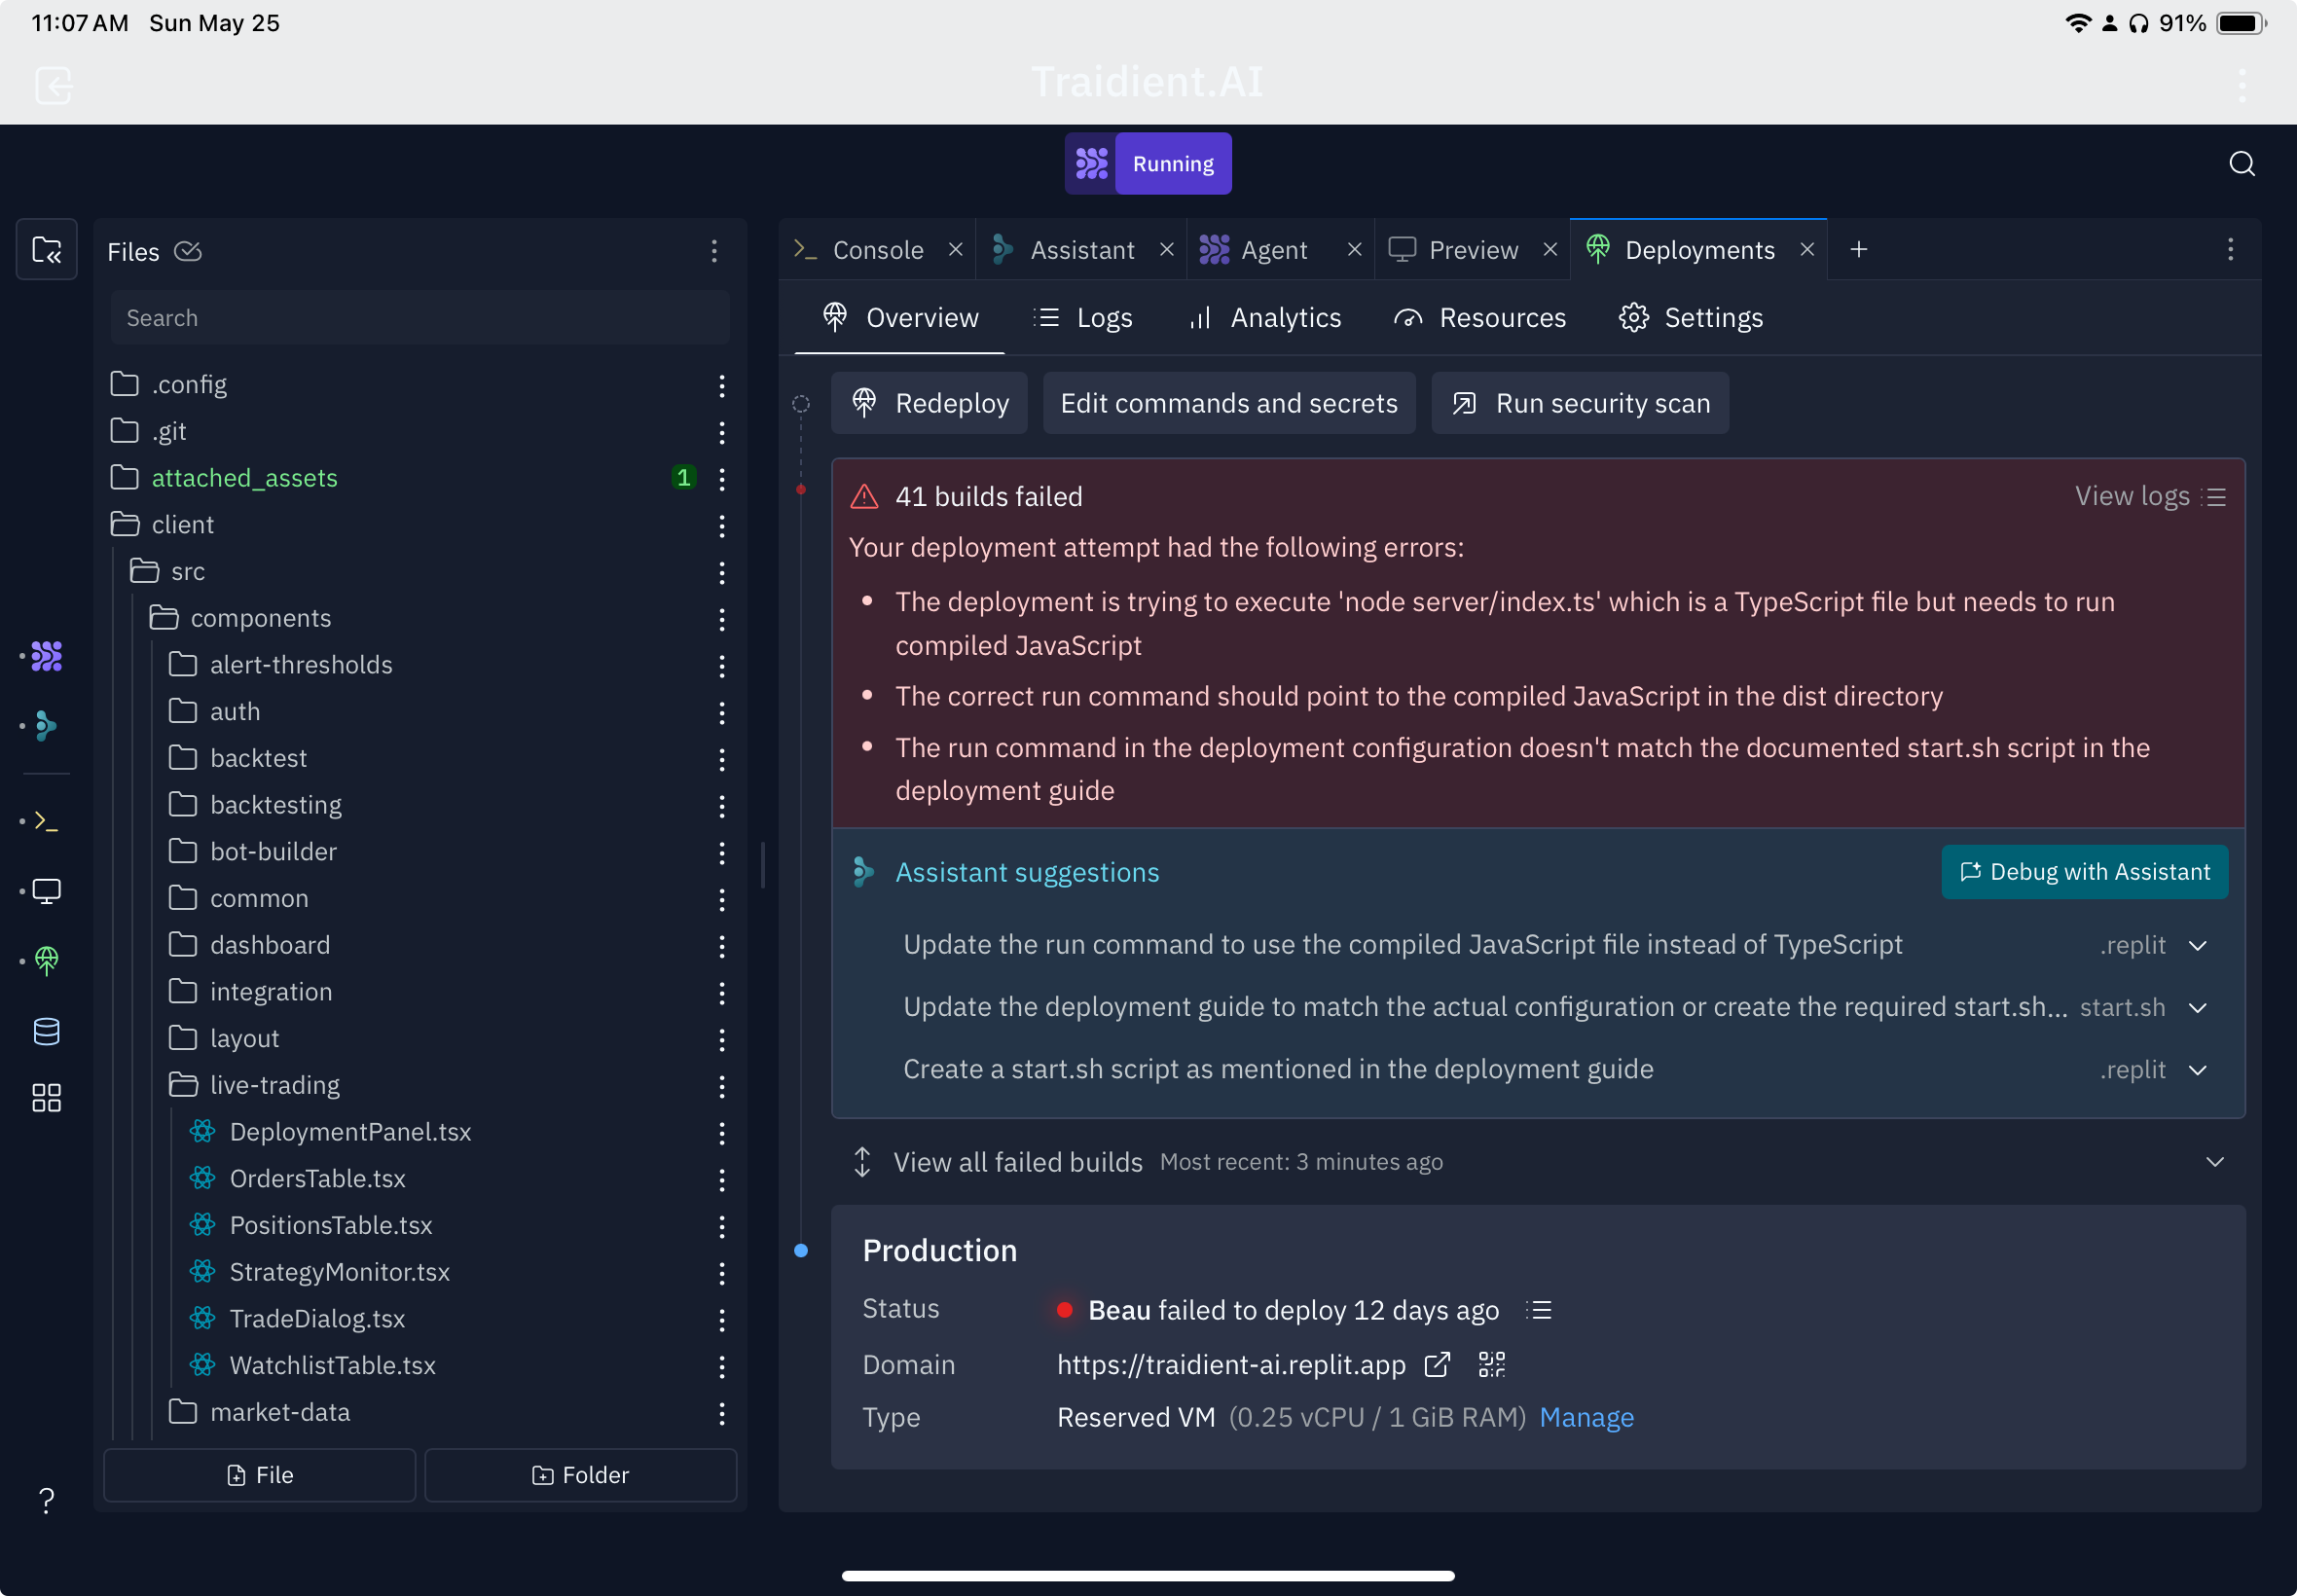 11:07 AM Sun May 25
91%
Traidient.AI
Running
Files
Search
.config
.git
attached_assets 1
client
src
components
alert-thresholds
auth
backtest
backtesting
bot-builder
common
dashboard
integration
layout
live-trading
DeploymentPanel.tsx
OrdersTable.tsx
PositionsTable.tsx
StrategyMonitor.tsx
TradeDialog.tsx
WatchlistTable.tsx
market-data
File Folder
?
Console Assistant Agent Preview Deployments
Overview Logs Analytics Resources Settings
Redeploy Edit commands and secrets Run security scan
41 builds failed View logs
Your deployment attempt had the following errors:
• The deployment is trying to execute 'node server/index.ts' which is a TypeScript file but needs to run
compiled JavaScript
• The correct run command should point to the compiled JavaScript in the dist directory
• The run command in the deployment configuration doesn't match the documented start.sh script in the
deployment guide
Assistant suggestions Debug with Assistant
Update the run command to use the compiled JavaScript file instead of TypeScript .replit
Update the deployment guide to match the actual configuration or create the required start.sh... start.sh
Create a start.sh script as mentioned in the deployment guide .replit
View all failed builds Most recent: 3 minutes ago
Production
Status Beau failed to deploy 12 days ago
Domain https://traidient-ai.replit.app
Type Reserved VM (0.25 vCPU / 1 GiB RAM) Manage